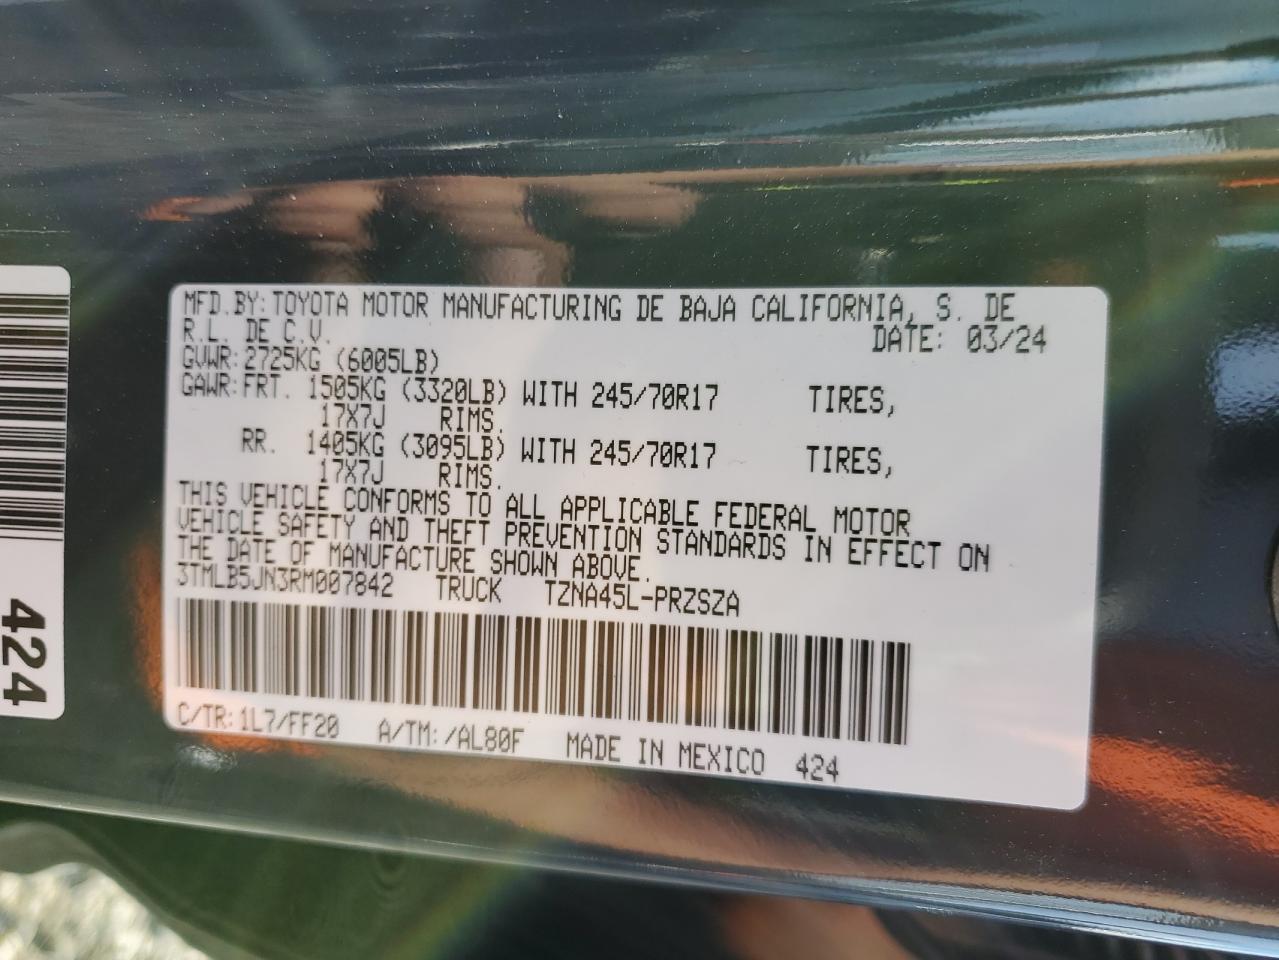 MFD.BY:TOYOTA MOTOR MANUFACTURING DE BAJA CALIFORNIA, S. DE
R.L. DE C.V. DATE: 03/24
GVWR:2725KG (6005LB)
GAWR:FRT. 1505KG (3320LB) WITH 245/70R17 TIRES,
17X7J RIMS.
RR. 1405KG (3095LB) WITH 245/70R17 TIRES,
17X7J RIMS.
THIS VEHICLE CONFORMS TO ALL APPLICABLE FEDERAL MOTOR
VEHICLE SAFETY AND THEFT PREVENTION STANDARDS IN EFFECT ON
THE DATE OF MANUFACTURE SHOWN ABOVE.
3TMLB5JN3RM007842 TRUCK TZNA45L-PRZSZA
C/TR:1L7/FF20 A/TM:/AL80F MADE IN MEXICO 424
424